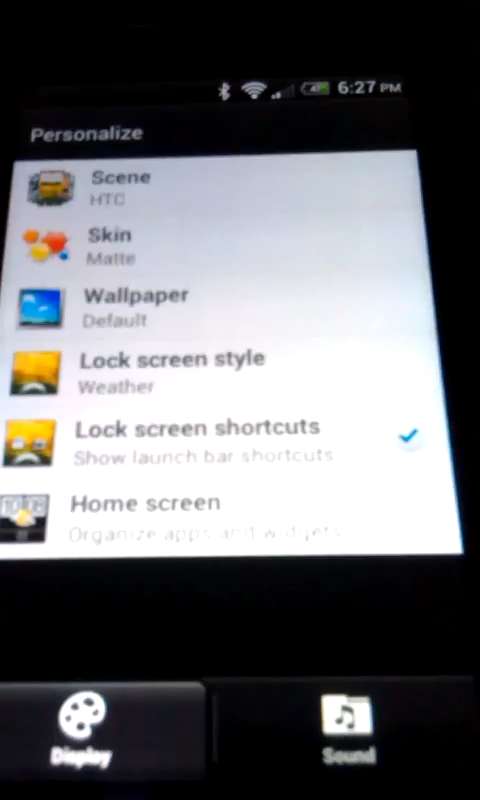 6:27 PM
Personalize
Scene
HTC
Skin
Matte
Wallpaper
Default
Lock screen style
Weather
Lock screen shortcuts
Show launch bar shortcuts
Home screen
Organize apps and widgets
Display
Sound